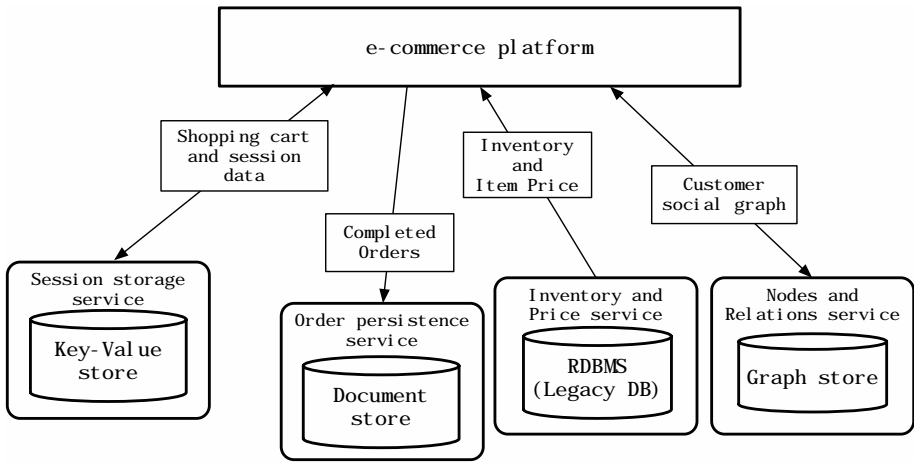 e-commerce platform
Shopping cart
and session
data
Inventory
and
Item Price
Customer
social graph
Completed
Orders
Session storage
service
Key-Value
store
Order persistence
service
Document
store
Inventory and
Price service
RDBMS
(Legacy DB)
Nodes and
Relations service
Graph store